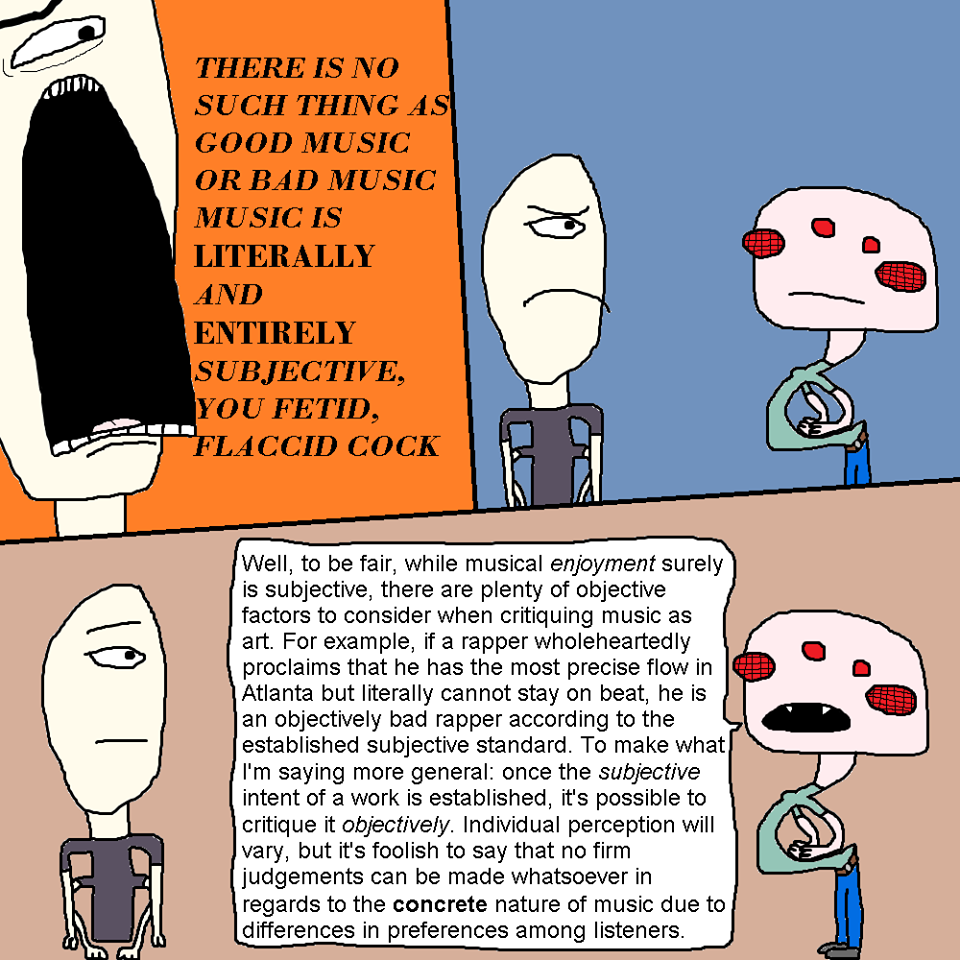 THERE IS NO
SUCH THING AS
GOOD MUSIC
OR BAD MUSIC
MUSIC IS
LITERALLY
AND
ENTIRELY
SUBJECTIVE,
YOU FETID,
FLACCID COCK
Well, to be fair, while musical enjoyment surely
is subjective, there are plenty of objective
factors to consider when critiquing music as
art. For example, if a rapper wholeheartedly
proclaims that he has the most precise flow in
Atlanta but literally cannot stay on beat, he is
an objectively bad rapper according to the
established subjective standard. To make what
I'm saying more general: once the subjective
intent of a work is established, it's possible to
critique it objectively. Individual perception will
vary, but it's foolish to say that no firm
judgements can be made whatsoever in
regards to the concrete nature of music due to
differences in preferences among listeners.